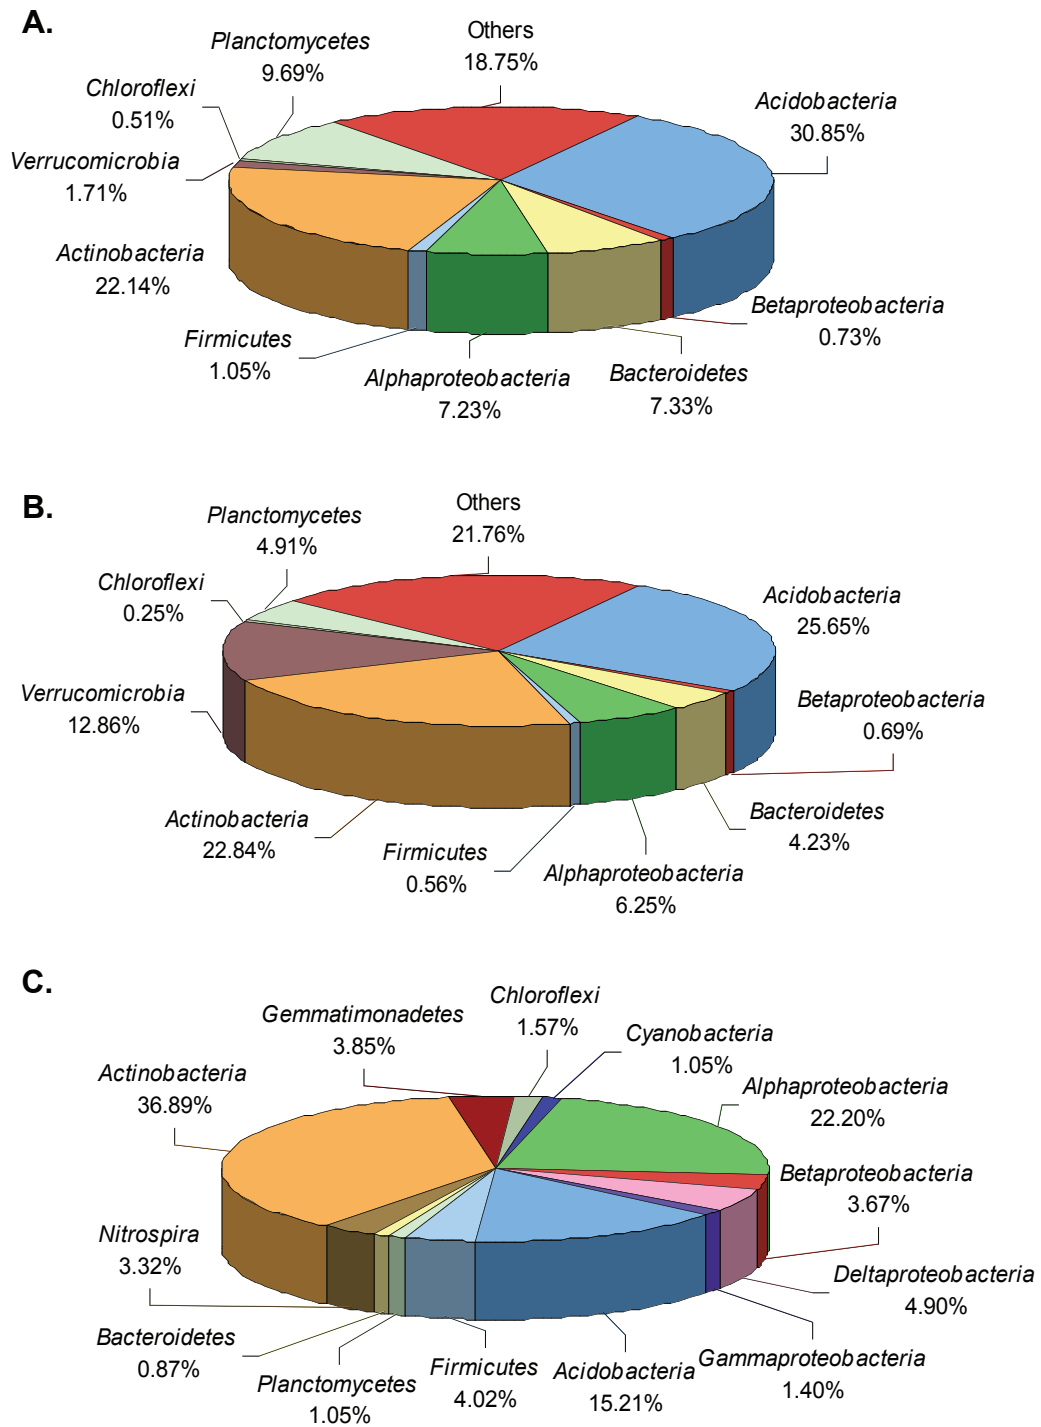 A.
Others
18.75%
Planctomycetes
9.69%
Chloroflexi
0.51%
Verrucomicrobia
1.71%
Actinobacteria
22.14%
Firmicutes
1.05%
Alphaproteobacteria
7.23%
Bacteroidetes
7.33%
Betaproteobacteria
0.73%
Acidobacteria
30.85%
B.
Others
21.76%
Planctomycetes
4.91%
Chloroflexi
0.25%
Verrucomicrobia
12.86%
Actinobacteria
22.84%
Firmicutes
0.56%
Alphaproteobacteria
6.25%
Bacteroidetes
4.23%
Betaproteobacteria
0.69%
Acidobacteria
25.65%
C.
Chloroflexi
1.57%
Gemmatimonadetes
3.85%
Actinobacteria
36.89%
Nitrospira
3.32%
Bacteroidetes
0.87%
Planctomycetes
1.05%
Firmicutes
4.02%
Acidobacteria
15.21%
Gammaproteobacteria
1.40%
Deltaproteobacteria
4.90%
Betaproteobacteria
3.67%
Alphaproteobacteria
22.20%
Cyanobacteria
1.05%